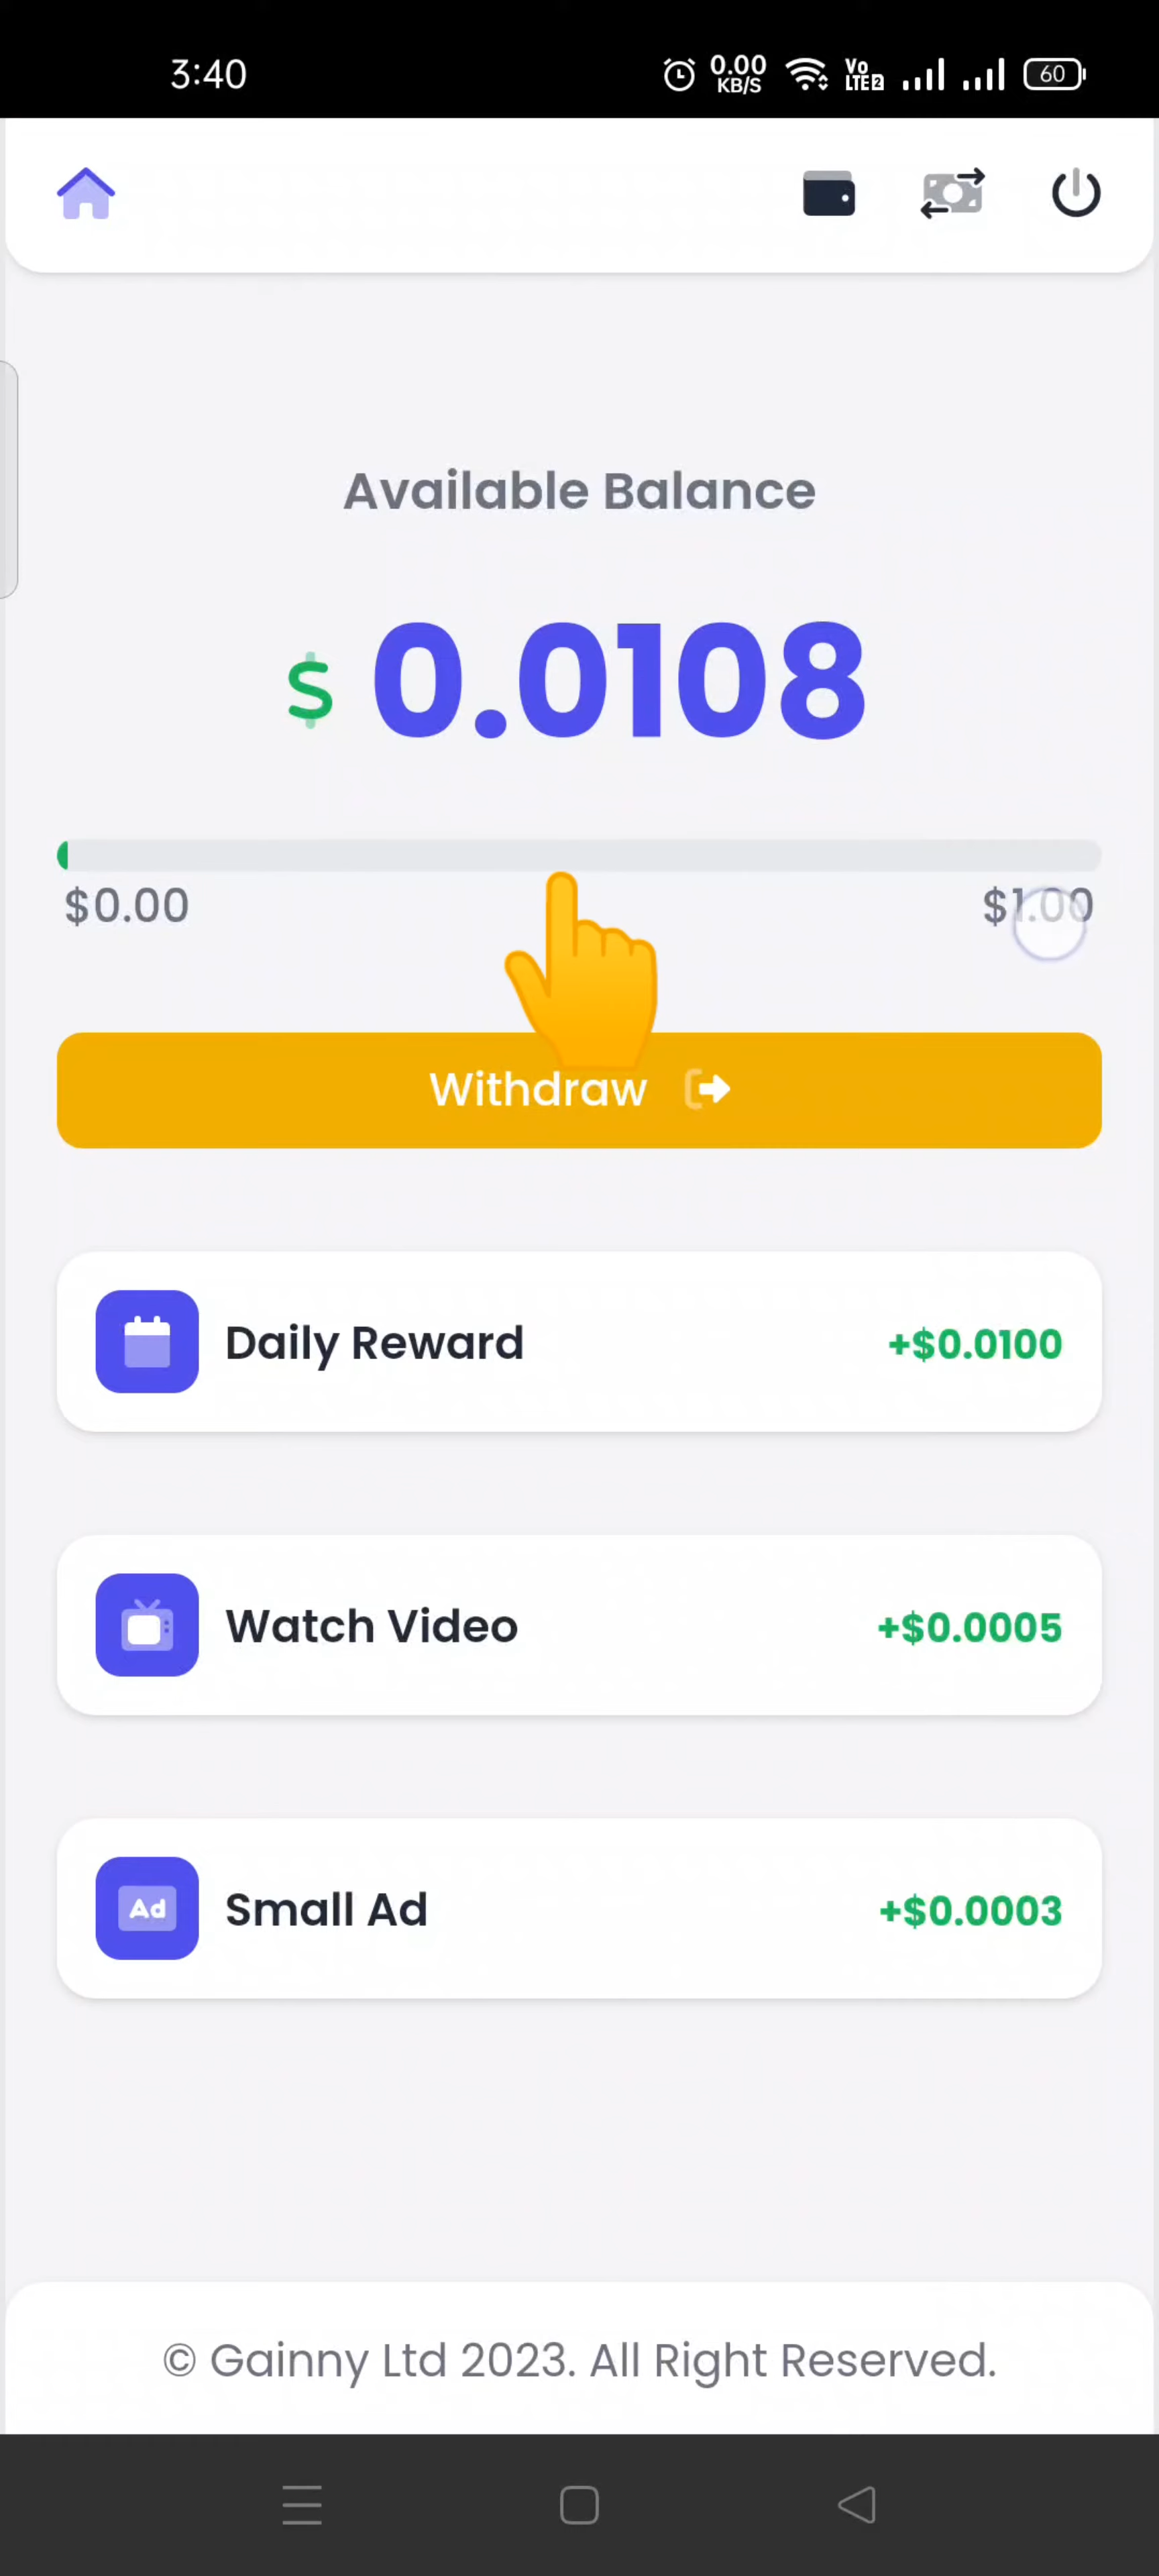 3:40
0.00
KB/S
Vo
LTE2
60
Available Balance
$ 0.0108
$0.00
$1.00
Withdraw
Daily Reward
+$0.0100
Watch Video
+$0.0005
Ad
Small Ad
+$0.0003
© Gainny Ltd 2023. All Right Reserved.